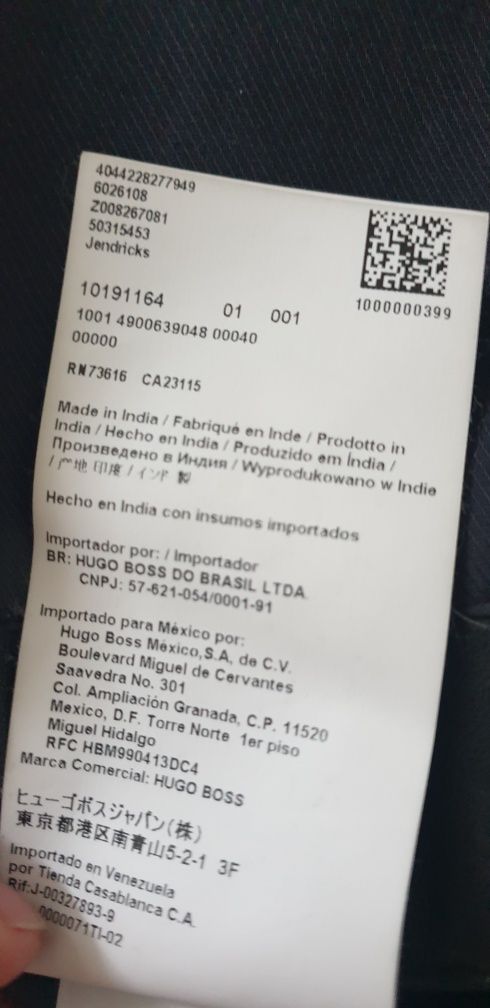 4044228277949
6026108
Z008267081
50315453
Jendricks
1000000399
10191164 01 001
1001 4900639048 00040
00000
RN73616 CA23115
Made in India / Fabriqué en Inde / Prodotto in
India / Hecho en India / Produzido em Índia /
Произведено в Индия / Wyprodukowano w Indie
/ 产地 印度 / インド 製
Hecho en India con insumos importados
Importador por: / Importador
BR: HUGO BOSS DO BRASIL LTDA.
CNPJ: 57-621-054/0001-91
Importado para México por:
Hugo Boss México,S.A, de C.V.
Boulevard Miguel de Cervantes
Saavedra No. 301
Col. Ampliación Granada, C.P. 11520
Mexico, D.F. Torre Norte 1er piso
Miguel Hidalgo
RFC HBM990413DC4
Marca Comercial: HUGO BOSS
ヒューゴボスジャパン(株)
東京都港区南青山5-2-1 3F
Importado en Venezuela
por Tienda Casablanca C.A.
Rif:J-00327893-9
0000071TI-02